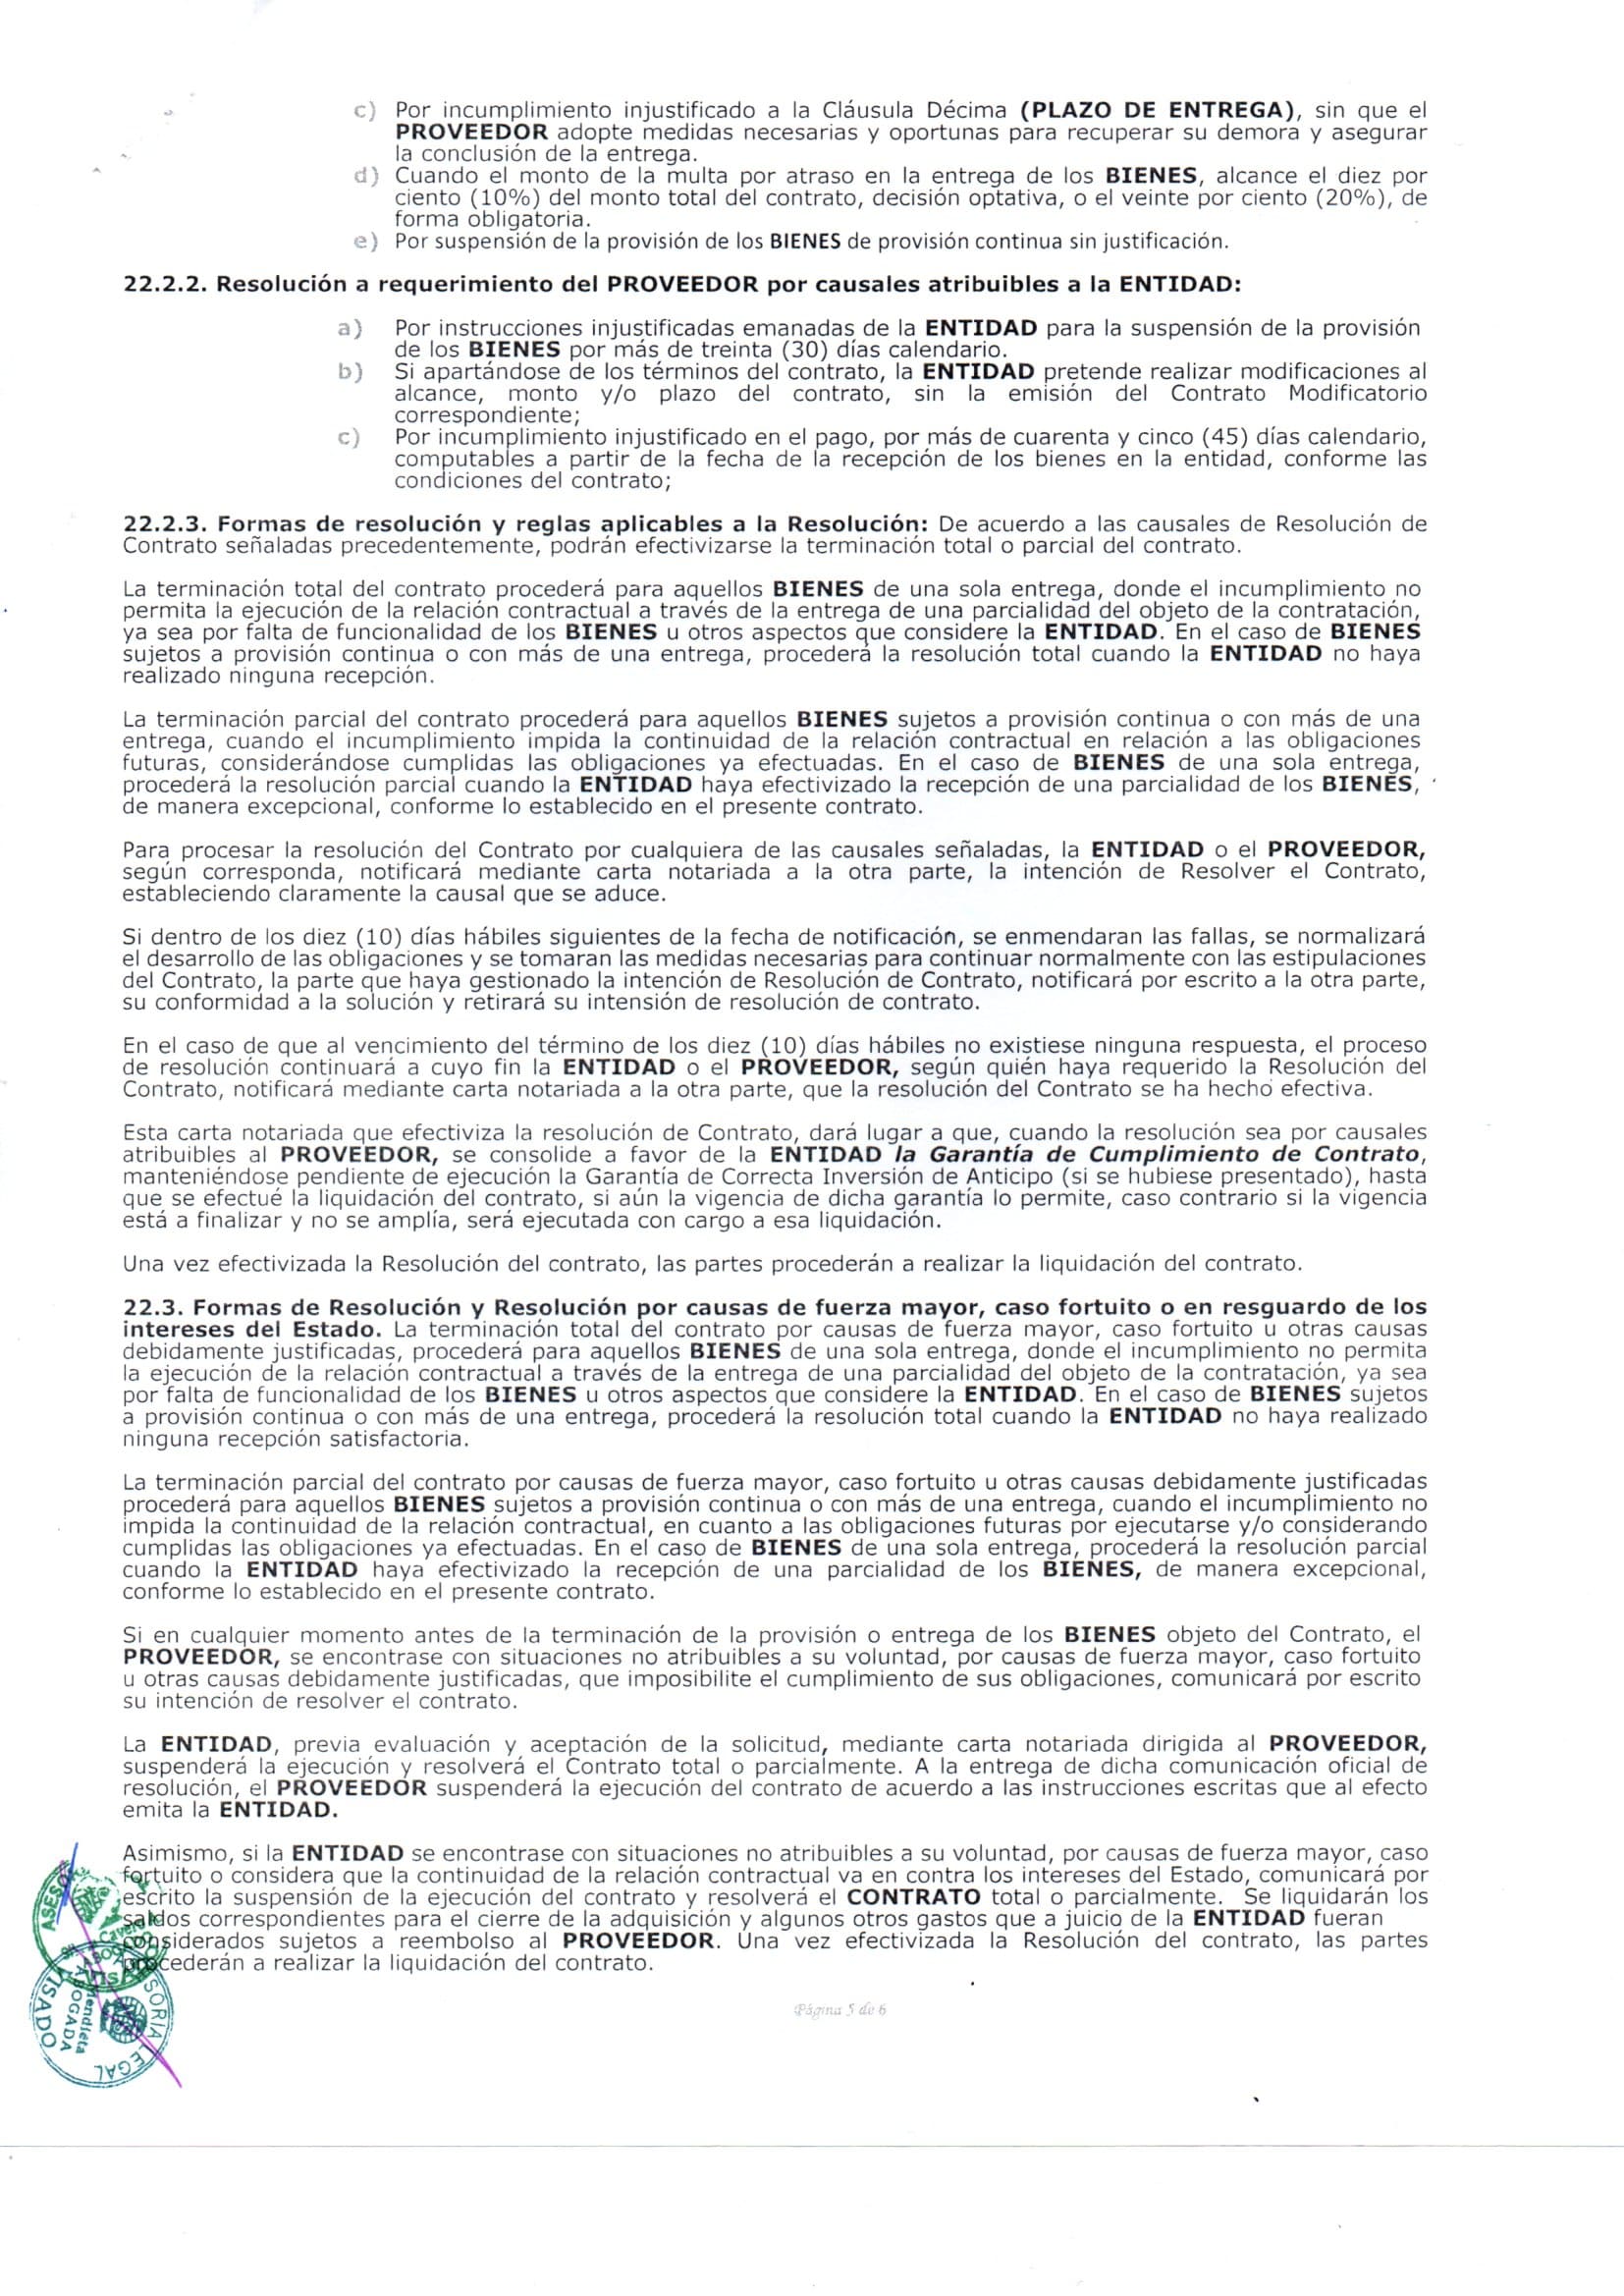 c) Por incumplimiento injustificado a la Cláusula Décima (PLAZO DE ENTREGA), sin que el
PROVEEDOR adopte medidas necesarias y oportunas para recuperar su demora y asegurar
la conclusión de la entrega.
d) Cuando el monto de la multa por atraso en la entrega de los BIENES, alcance el diez por
ciento (10%) del monto total del contrato, decisión optativa, o el veinte por ciento (20%), de
forma obligatoria.
e) Por suspensión de la provisión de los BIENES de provisión continua sin justificación.
22.2.2. Resolución a requerimiento del PROVEEDOR por causales atribuibles a la ENTIDAD:
a) Por instrucciones injustificadas emanadas de la ENTIDAD para la suspensión de la provisión
de los BIENES por más de treinta (30) días calendario.
b) Si apartándose de los términos del contrato, la ENTIDAD pretende realizar modificaciones al
alcance, monto y/o plazo del contrato, sin la emisión del Contrato Modificatorio
correspondiente;
c) Por incumplimiento injustificado en el pago, por más de cuarenta y cinco (45) días calendario,
computables a partir de la fecha de la recepción de los bienes en la entidad, conforme las
condiciones del contrato;
22.2.3. Formas de resolución y reglas aplicables a la Resolución: De acuerdo a las causales de Resolución de
Contrato señaladas precedentemente, podrán efectivizarse la terminación total o parcial del contrato.
La terminación total del contrato procederá para aquellos BIENES de una sola entrega, donde el incumplimiento no
permita la ejecución de la relación contractual a través de la entrega de una parcialidad del objeto de la contratación,
ya sea por falta de funcionalidad de los BIENES u otros aspectos que considere la ENTIDAD. En el caso de BIENES
sujetos a provisión continua o con más de una entrega, procederá la resolución total cuando la ENTIDAD no haya
realizado ninguna recepción.
La terminación parcial del contrato procederá para aquellos BIENES sujetos a provisión continua o con más de una
entrega, cuando el incumplimiento impida la continuidad de la relación contractual en relación a las obligaciones
futuras, considerándose cumplidas las obligaciones ya efectuadas. En el caso de BIENES de una sola entrega,
procederá la resolución parcial cuando la ENTIDAD haya efectivizado la recepción de una parcialidad de los BIENES,
de manera excepcional, conforme lo establecido en el presente contrato.
Para procesar la resolución del Contrato por cualquiera de las causales señaladas, la ENTIDAD o el PROVEEDOR,
según corresponda, notificará mediante carta notariada a la otra parte, la intención de Resolver el Contrato,
estableciendo claramente la causal que se aduce.
Si dentro de los diez (10) días hábiles siguientes de la fecha de notificación, se enmendaran las fallas, se normalizará
el desarrollo de las obligaciones y se tomaran las medidas necesarias para continuar normalmente con las estipulaciones
del Contrato, la parte que haya gestionado la intención de Resolución de Contrato, notificará por escrito a la otra parte,
su conformidad a la solución y retirará su intensión de resolución de contrato.
En el caso de que al vencimiento del término de los diez (10) días hábiles no existiese ninguna respuesta, el proceso
de resolución continuará a cuyo fin la ENTIDAD o el PROVEEDOR, según quién haya requerido la Resolución del
Contrato, notificará mediante carta notariada a la otra parte, que la resolución del Contrato se ha hecho efectiva.
Esta carta notariada que efectiviza la resolución de Contrato, dará lugar a que, cuando la resolución sea por causales
atribuibles al PROVEEDOR, se consolide a favor de la ENTIDAD la Garantía de Cumplimiento de Contrato,
manteniéndose pendiente de ejecución la Garantía de Correcta Inversión de Anticipo (si se hubiese presentado), hasta
que se efectué la liquidación del contrato, si aún la vigencia de dicha garantía lo permite, caso contrario si la vigencia
está a finalizar y no se amplía, será ejecutada con cargo a esa liquidación.
Una vez efectivizada la Resolución del contrato, las partes procederán a realizar la liquidación del contrato.
22.3. Formas de Resolución y Resolución por causas de fuerza mayor, caso fortuito o en resguardo de los
intereses del Estado. La terminación total del contrato por causas de fuerza mayor, caso fortuito u otras causas
debidamente justificadas, procederá para aquellos BIENES de una sola entrega, donde el incumplimiento no permita
la ejecución de la relación contractual a través de la entrega de una parcialidad del objeto de la contratación, ya sea
por falta de funcionalidad de los BIENES u otros aspectos que considere la ENTIDAD. En el caso de BIENES sujetos
a provisión continua o con más de una entrega, procederá la resolución total cuando la ENTIDAD no haya realizado
ninguna recepción satisfactoria.
La terminación parcial del contrato por causas de fuerza mayor, caso fortuito u otras causas debidamente justificadas
procederá para aquellos BIENES sujetos a provisión continua o con más de una entrega, cuando el incumplimiento no
impida la continuidad de la relación contractual, en cuanto a las obligaciones futuras por ejecutarse y/o considerando
cumplidas las obligaciones ya efectuadas. En el caso de BIENES de una sola entrega, procederá la resolución parcial
cuando la ENTIDAD haya efectivizado la recepción de una parcialidad de los BIENES, de manera excepcional,
conforme lo establecido en el presente contrato.
Si en cualquier momento antes de la terminación de la provisión o entrega de los BIENES objeto del Contrato, el
PROVEEDOR, se encontrase con situaciones no atribuibles a su voluntad, por causas de fuerza mayor, caso fortuito
u otras causas debidamente justificadas, que imposibilite el cumplimiento de sus obligaciones, comunicará por escrito
su intención de resolver el contrato.
La ENTIDAD, previa evaluación y aceptación de la solicitud, mediante carta notariada dirigida al PROVEEDOR,
suspenderá la ejecución y resolverá el Contrato total o parcialmente. A la entrega de dicha comunicación oficial de
resolución, el PROVEEDOR suspenderá la ejecución del contrato de acuerdo a las instrucciones escritas que al efecto
emita la ENTIDAD.
Asimismo, si la ENTIDAD se encontrase con situaciones no atribuibles a su voluntad, por causas de fuerza mayor, caso
fortuito o considera que la continuidad de la relación contractual va en contra los intereses del Estado, comunicará por
escrito la suspensión de la ejecución del contrato y resolverá el CONTRATO total o parcialmente. Se liquidarán los
saldos correspondientes para el cierre de la adquisición y algunos otros gastos que a juicio de la ENTIDAD fueran
considerados sujetos a reembolso al PROVEEDOR. Una vez efectivizada la Resolución del contrato, las partes
procederán a realizar la liquidación del contrato.
Página 5 de 6
Mendieta
ABOGADA
VISADO
LEGAL